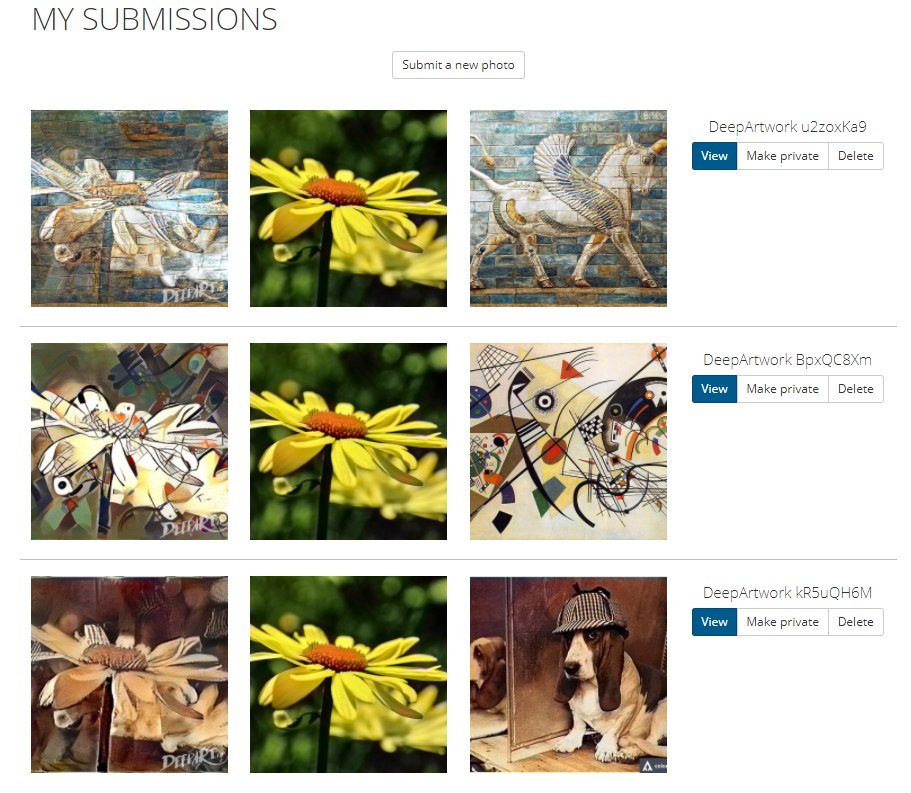 MY SUBMISSIONS
Submit a new photo
DeepArtwork u2zoxKa9
View Make private Delete
DEEPART
DeepArtwork BpxQC8Xm
View Make private Delete
DEEPART
DeepArtwork kR5uQH6M
View Make private Delete
DEEPART